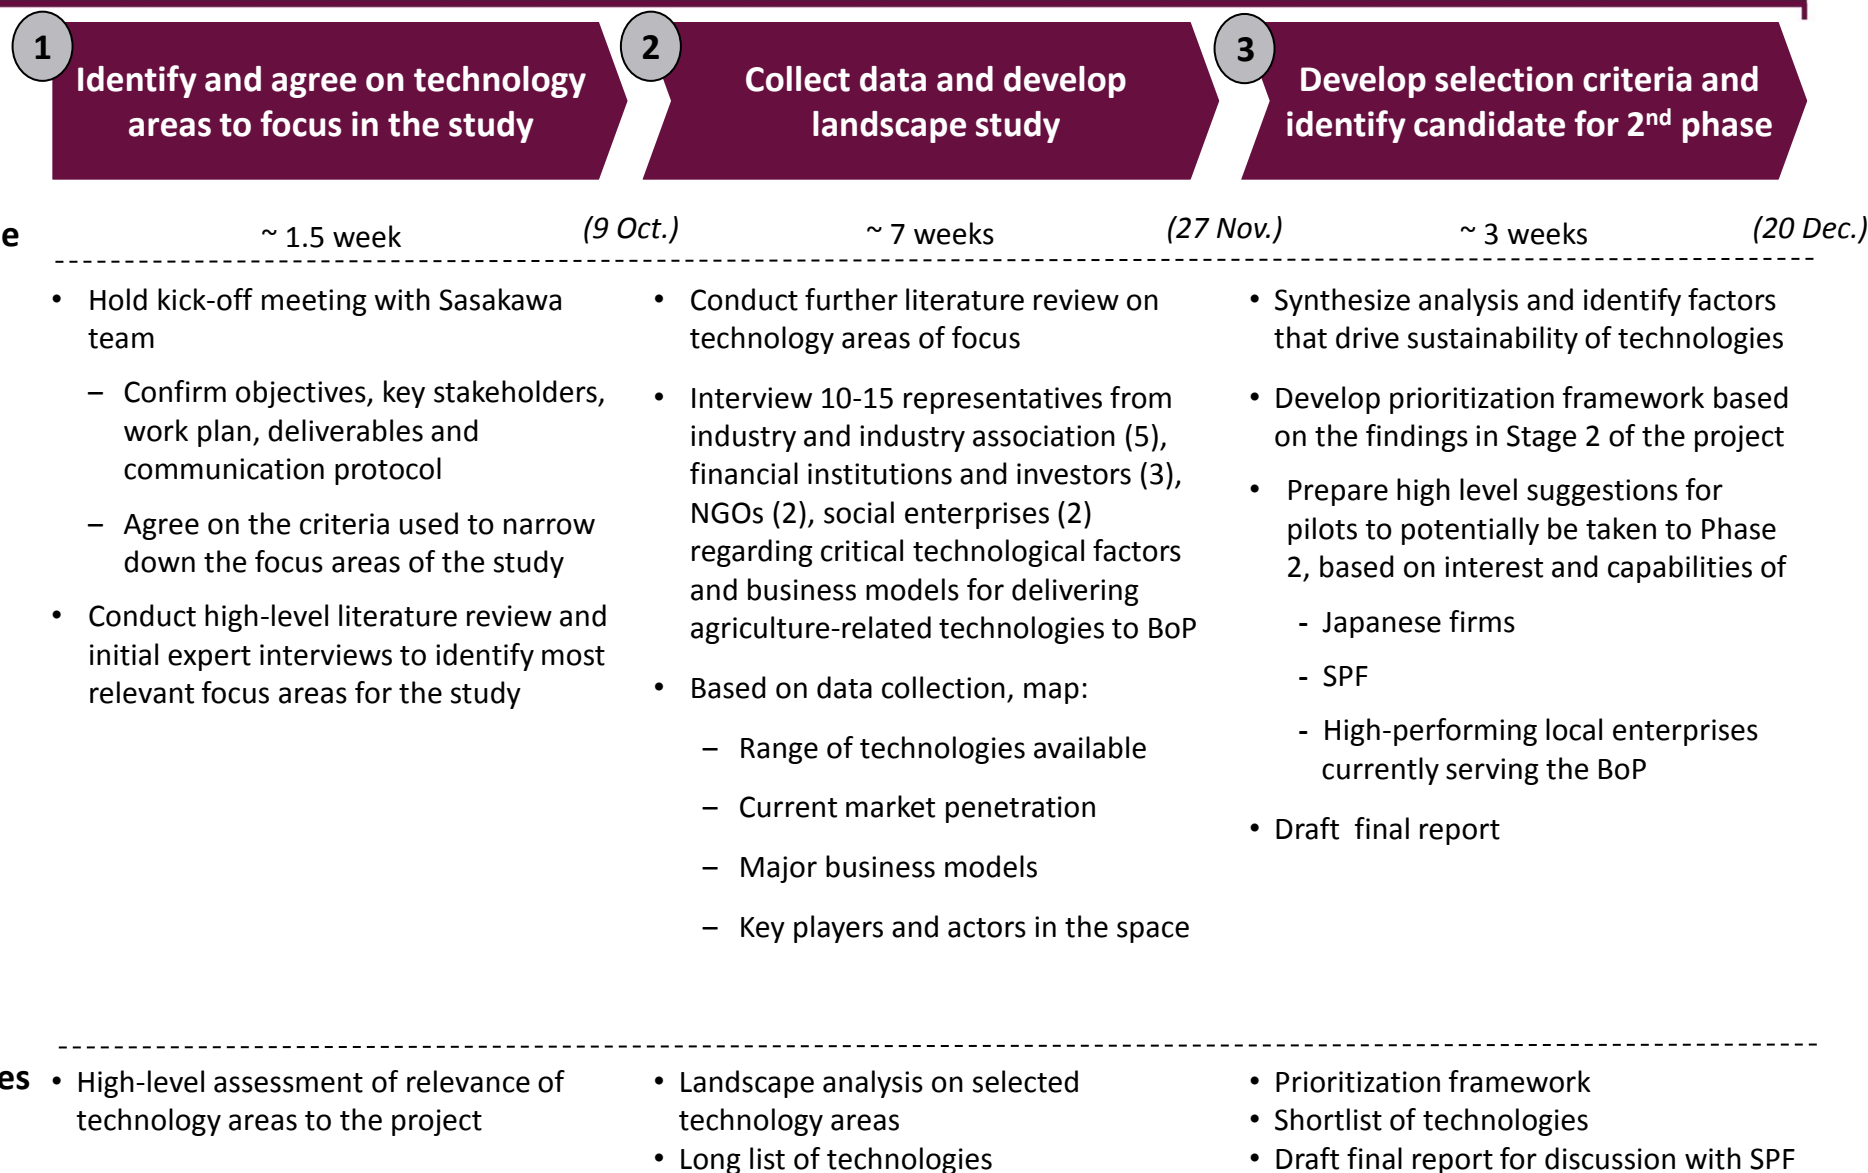 1
Identify and agree on technology
areas to focus in the study
2
Collect data and develop
landscape study
3
Develop selection criteria and
identify candidate for 2nd phase
e
~ 1.5 week
(9 Oct.)
~ 7 weeks
(27 Nov.)
~ 3 weeks
(20 Dec.)
• Hold kick-off meeting with Sasakawa
team
– Confirm objectives, key stakeholders,
work plan, deliverables and
communication protocol
– Agree on the criteria used to narrow
down the focus areas of the study
• Conduct high-level literature review and
initial expert interviews to identify most
relevant focus areas for the study
• Conduct further literature review on
technology areas of focus
• Interview 10-15 representatives from
industry and industry association (5),
financial institutions and investors (3),
NGOs (2), social enterprises (2)
regarding critical technological factors
and business models for delivering
agriculture-related technologies to BoP
• Based on data collection, map:
– Range of technologies available
– Current market penetration
– Major business models
– Key players and actors in the space
• Synthesize analysis and identify factors
that drive sustainability of technologies
• Develop prioritization framework based
on the findings in Stage 2 of the project
• Prepare high level suggestions for
pilots to potentially be taken to Phase
2, based on interest and capabilities of
- Japanese firms
- SPF
- High-performing local enterprises
currently serving the BoP
• Draft final report
es
• High-level assessment of relevance of
technology areas to the project
• Landscape analysis on selected
technology areas
• Long list of technologies
• Prioritization framework
• Shortlist of technologies
• Draft final report for discussion with SPF